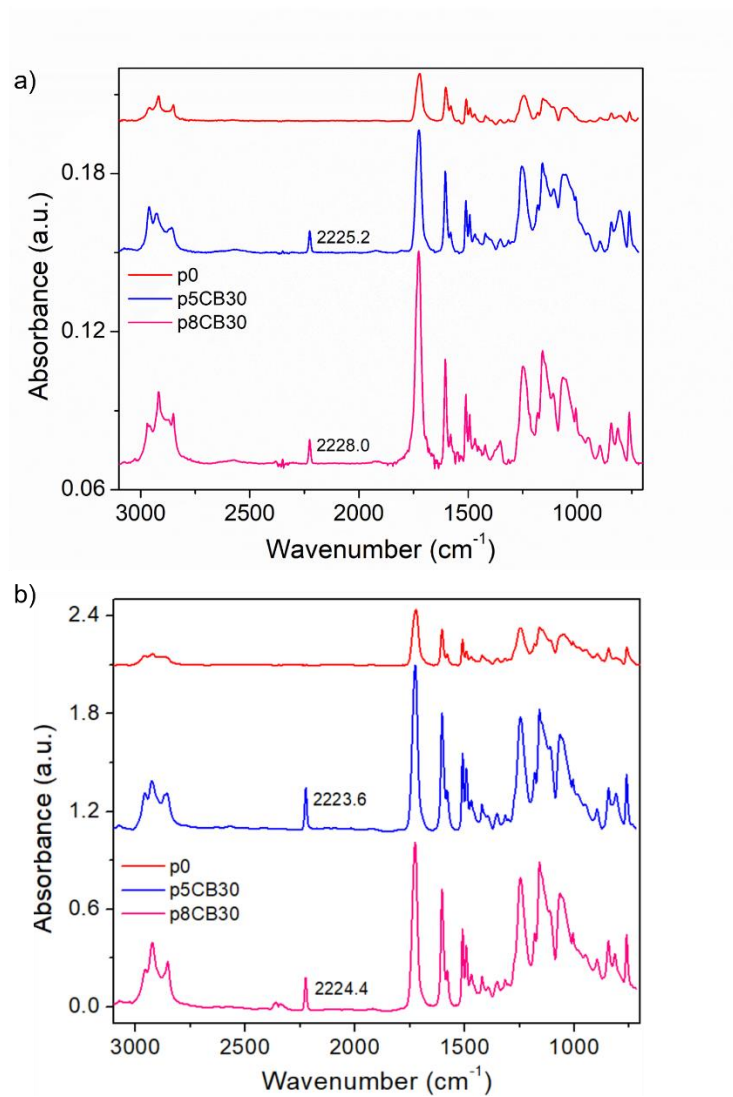 a)
Absorbance (a.u.)
0.18
0.12
0.06
2225.2
p0
p5CB30
p8CB30
2228.0
3000 2500 2000 1500 1000
Wavenumber (cm⁻¹)
b)
Absorbance (a.u.)
2.4
1.8
1.2
0.6
0.0
2223.6
p0
p5CB30
p8CB30
2224.4
3000 2500 2000 1500 1000
Wavenumber (cm⁻¹)